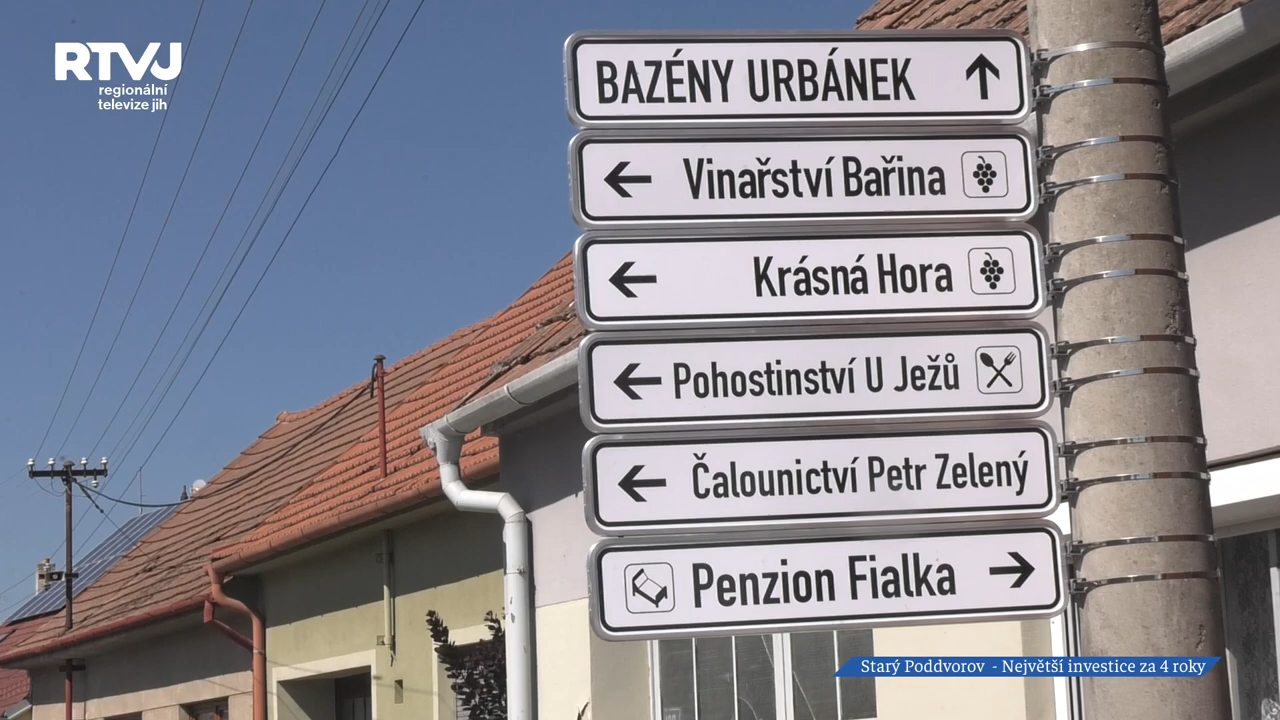 RTVJ
regionální
televize jih
BAZÉNY URBÁNEK
Vinařství Bařina
Krásná Hora
Pohostinství U Ježů
Čalounictví Petr Zelený
Penzion Fialka
Starý Poddvorov - Největší investice za 4 roky